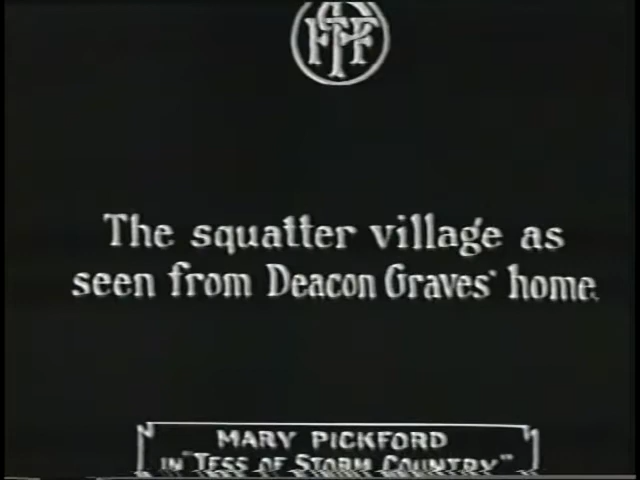 The squatter village as
seen from Deacon Graves' home.
MARY PICKFORD
IN "TESS OF STORM COUNTRY"